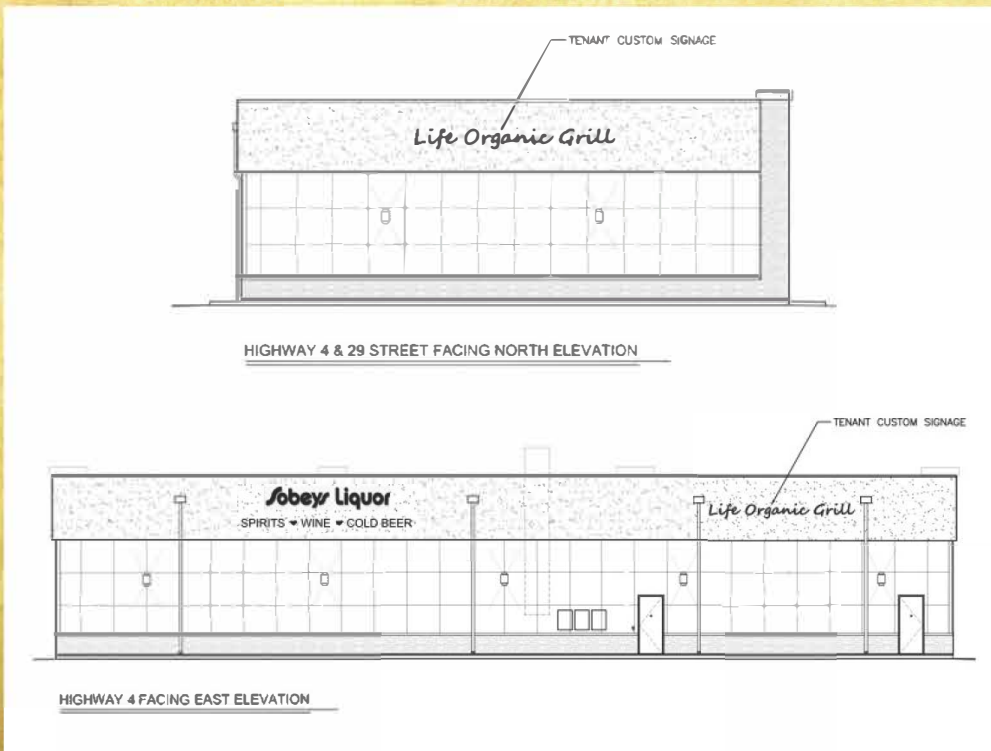 TENANT CUSTOM SIGNAGE
Life Organic Grill
HIGHWAY 4 & 29 STREET FACING NORTH ELEVATION
TENANT CUSTOM SIGNAGE
Sobeys Liquor
SPIRITS WINE COLD BEER
Life Organic Grill
HIGHWAY 4 FACING EAST ELEVATION